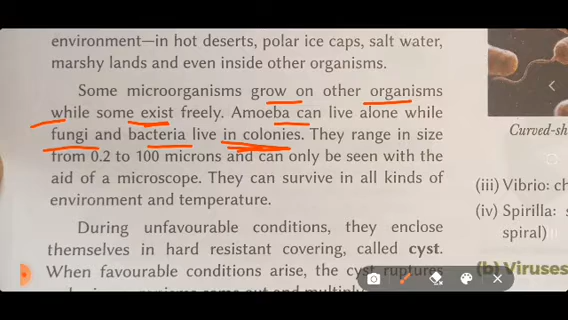 environment—in hot deserts, polar ice caps, salt water,
marshy lands and even inside other organisms.
Some microorganisms grow on other organisms
while some exist freely. Amoeba can live alone while
fungi and bacteria live in colonies. They range in size
from 0.2 to 100 microns and can only be seen with the
aid of a microscope. They can survive in all kinds of
environment and temperature.
During unfavourable conditions, they enclose
themselves in hard resistant covering, called cyst.
When favourable conditions arise, the cyst ruptures
Curved-sh
(iii) Vibrio: c
(iv) Spirilla: s
spiral)
(b) Viruses